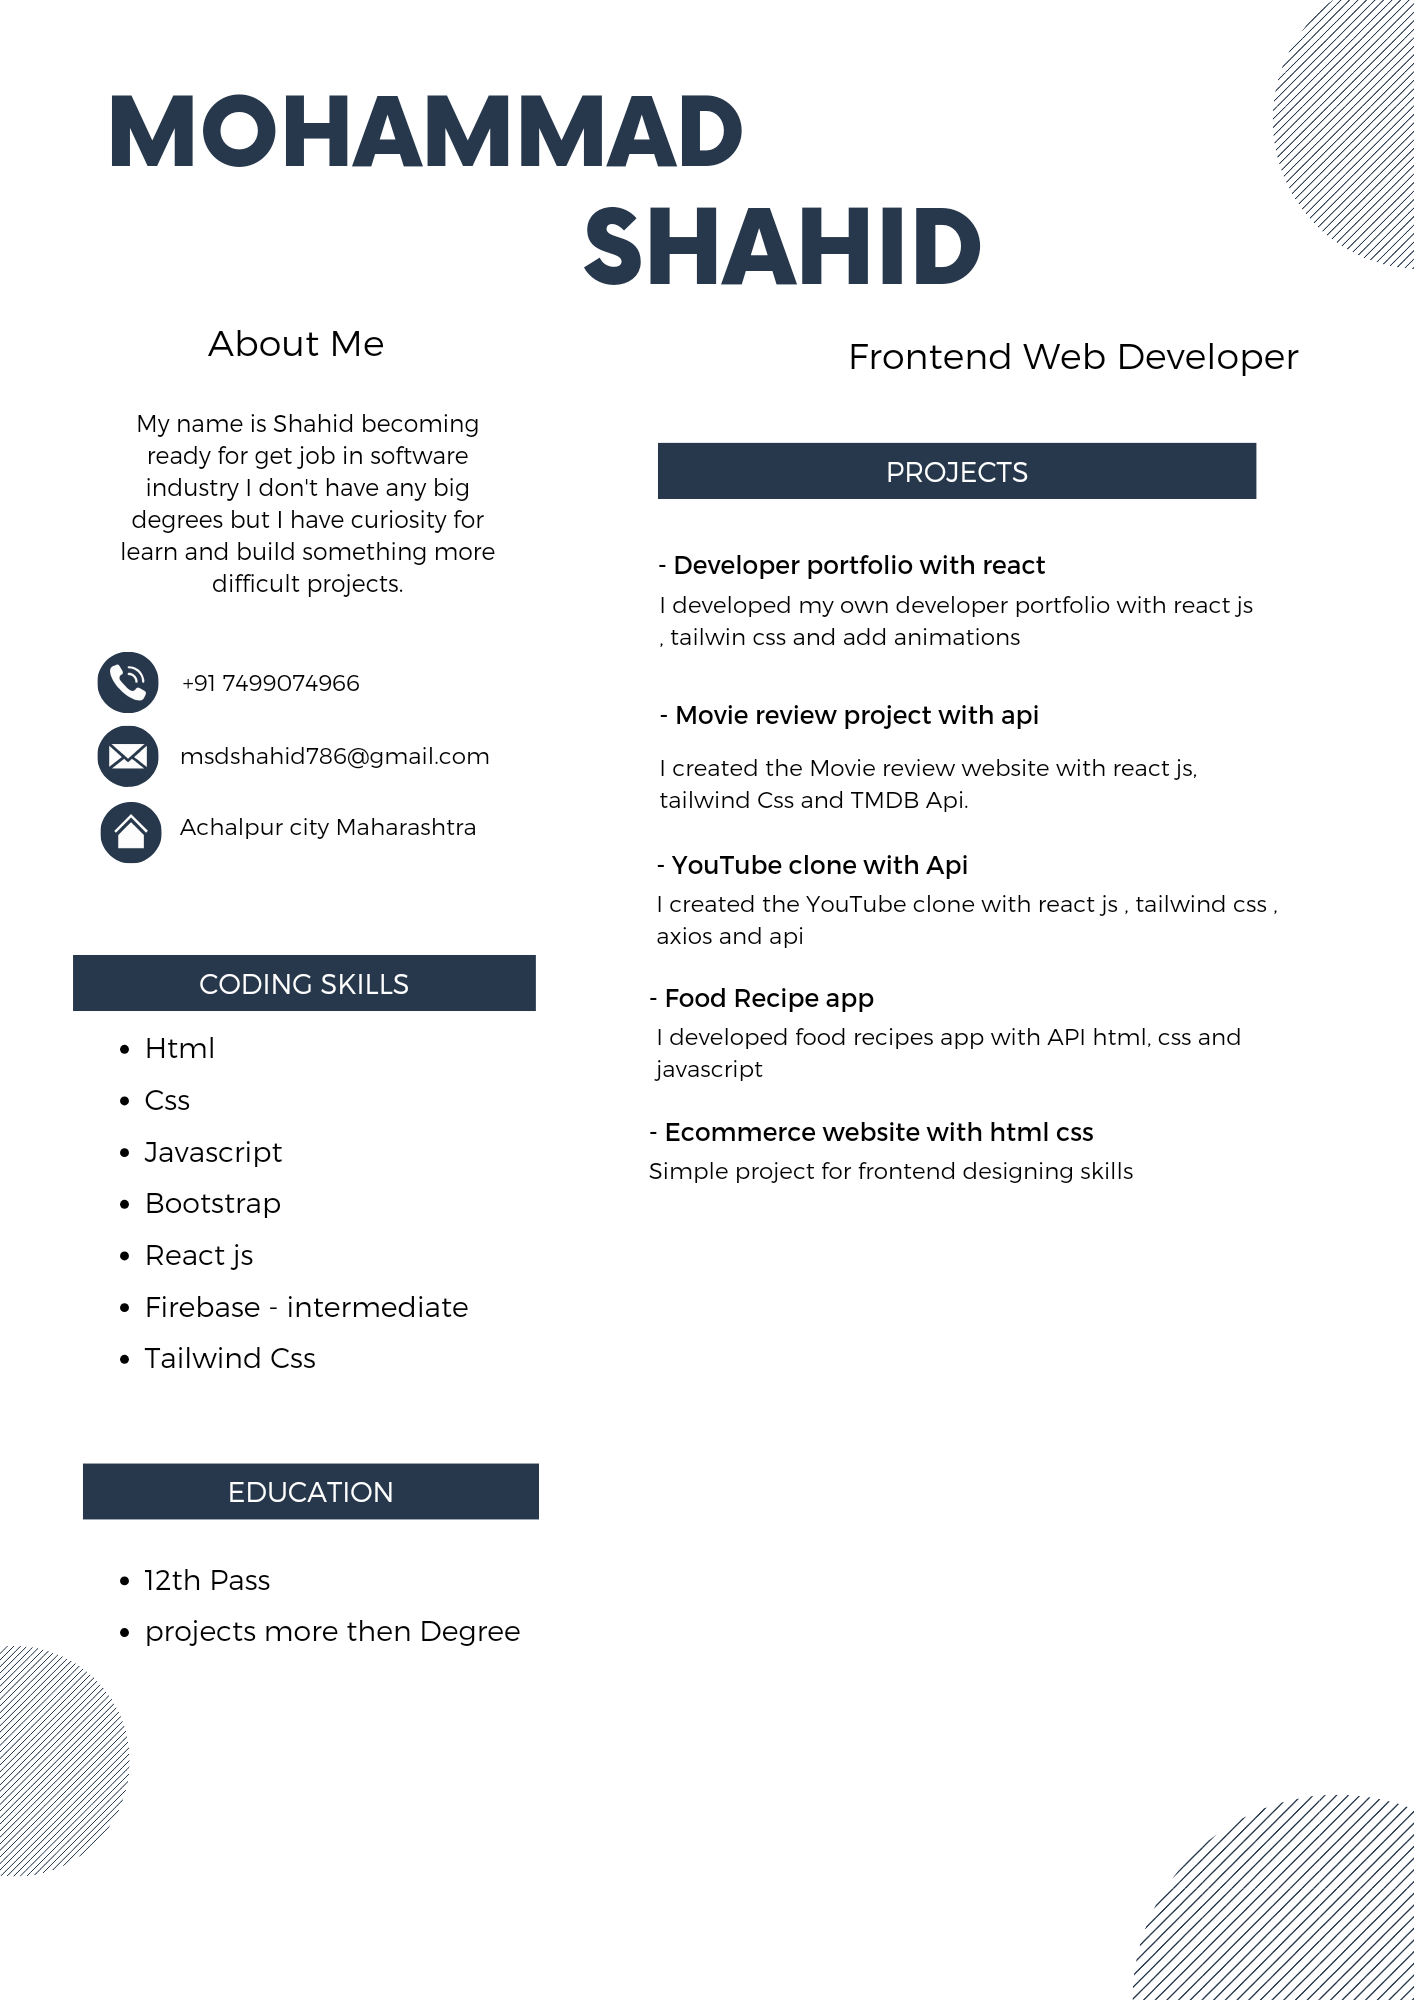 MOHAMMAD
SHAHID
About Me
My name is Shahid becoming
ready for get job in software
industry I don't have any big
degrees but I have curiosity for
learn and build something more
difficult projects.
+91 7499074966
msdshahid786@gmail.com
Achalpur city Maharashtra
CODING SKILLS
• Html
• Css
• Javascript
• Bootstrap
• React js
• Firebase - intermediate
• Tailwind Css
EDUCATION
• 12th Pass
• projects more then Degree
Frontend Web Developer
PROJECTS
- Developer portfolio with react
I developed my own developer portfolio with react js
, tailwin css and add animations
- Movie review project with api
I created the Movie review website with react js,
tailwind Css and TMDB Api.
- YouTube clone with Api
I created the YouTube clone with react js , tailwind css ,
axios and api
- Food Recipe app
I developed food recipes app with API html, css and
javascript
- Ecommerce website with html css
Simple project for frontend designing skills